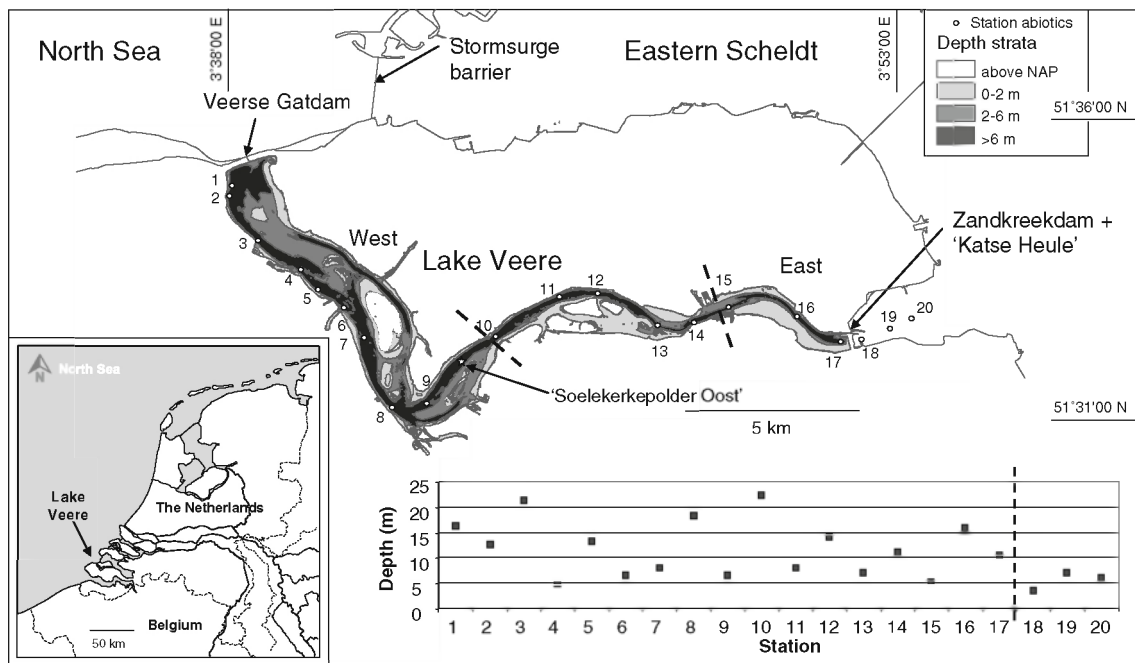 North Sea
3°38'00 E
Stormsurge
barrier
Eastern Scheldt
3°53'00 E
Station abiotics
Depth strata
above NAP
0-2 m
2-6 m
>6 m
51°36'00 N
Veerse Gatdam
1
2
3
4
5
6
7
8
9
10
11
12
13
14
15
16
17
18
19
20
West
Lake Veere
East
Zandkreekdam +
'Katse Heule'
'Soelekerkepolder Oost'
5 km
51°31'00 N
N
North Sea
Lake
Veere
The Netherlands
Belgium
50 km
Depth (m)
25
20
15
10
5
0
1 2 3 4 5 6 7 8 9 10 11 12 13 14 15 16 17 18 19 20
Station